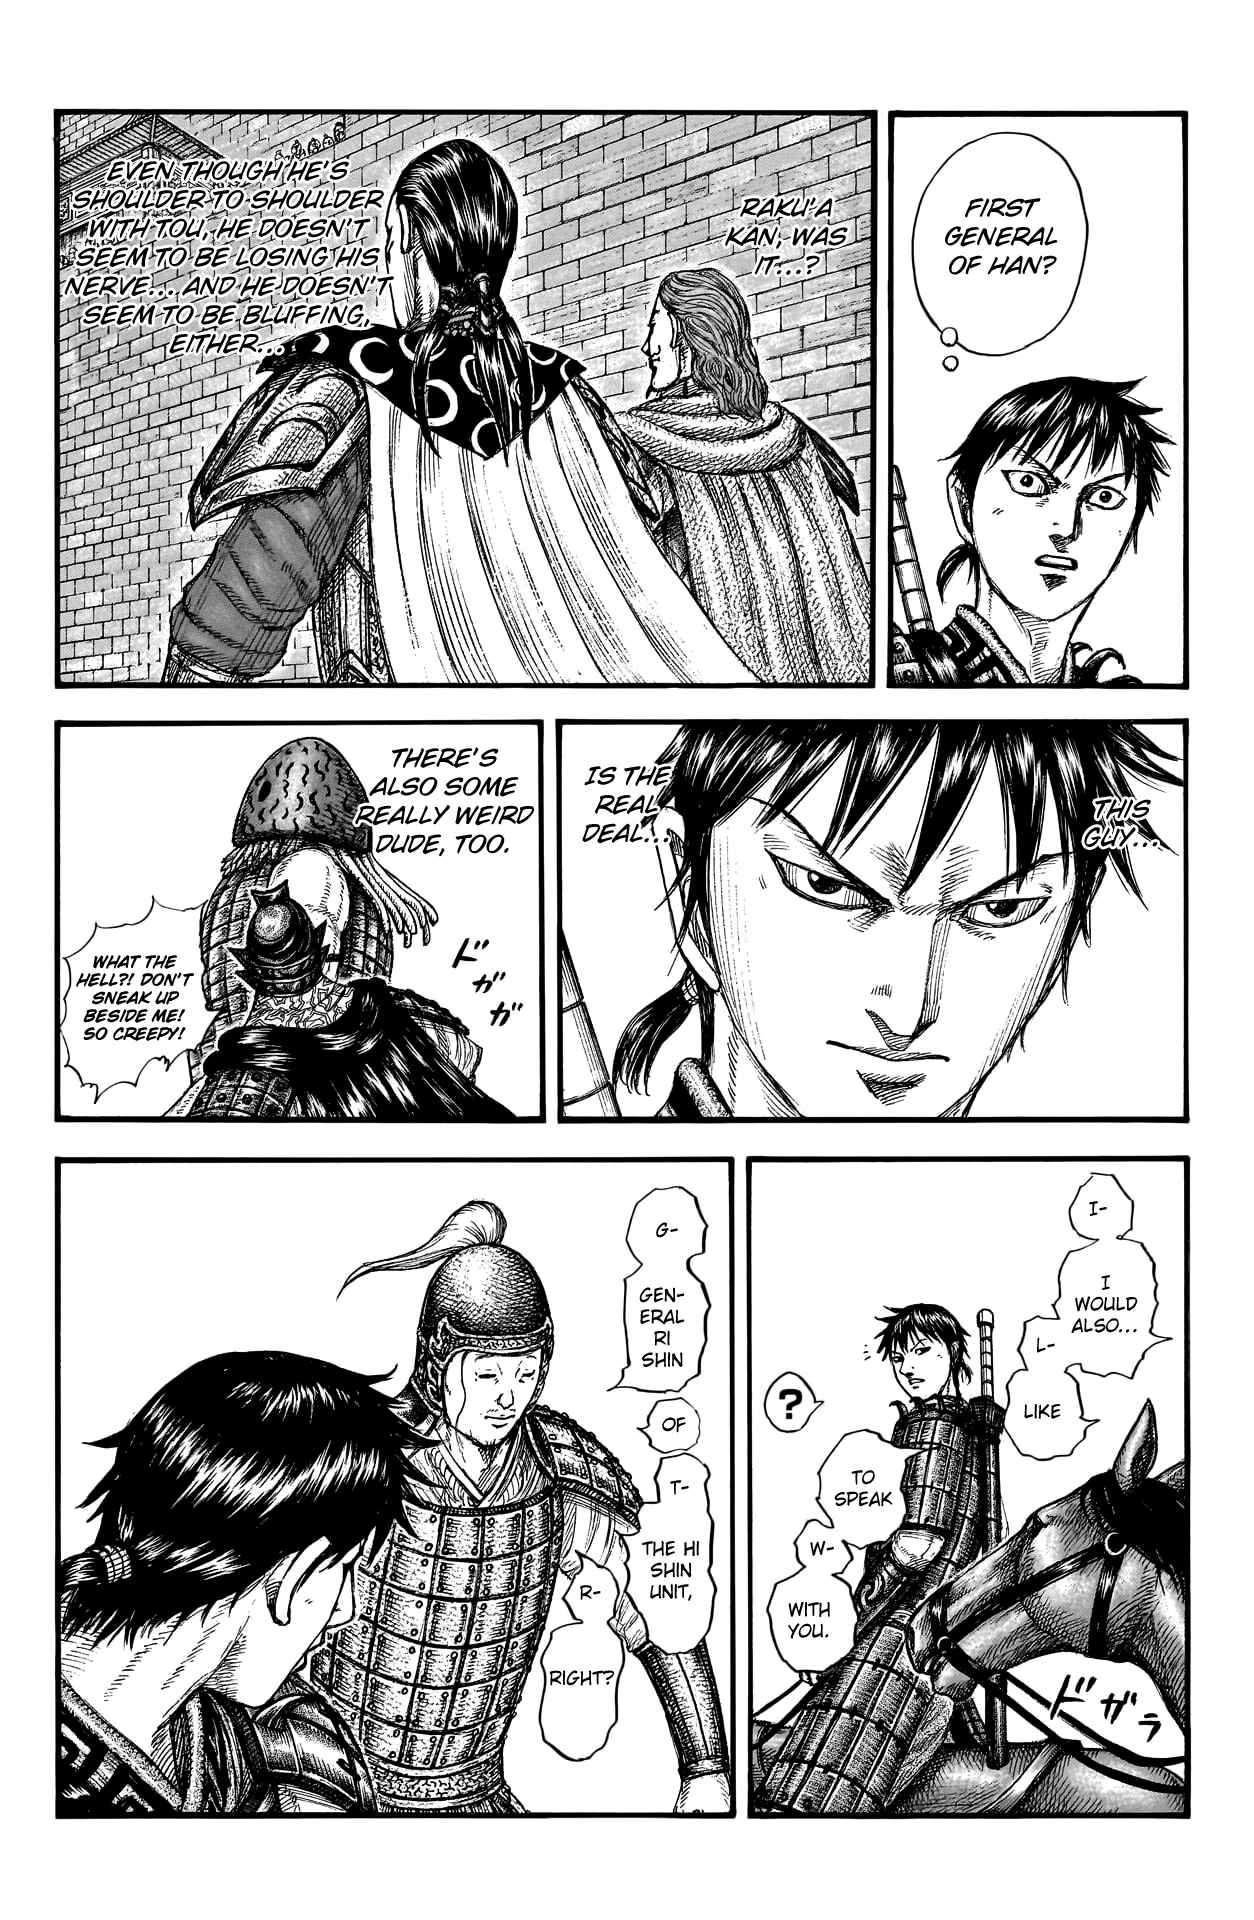 FIRST
GENERAL
OF HAN?
RAKU'A
KAN, WAS
IT...?
EVEN THOUGH HE'S
SHOULDER TO SHOULDER
WITH TOU, HE DOESN'T
SEEM TO BE LOSING HIS
NERVE... AND HE DOESN'T
SEEM TO BE BLUFFING,
EITHER...
THIS
GUY...
IS THE
REAL
DEAL...
THERE'S
ALSO SOME
REALLY WEIRD
DUDE, TOO.
ドガガ
WHAT THE
HELL?! DON'T
SNEAK UP
BESIDE ME!
SO CREEPY!
I-
I
WOULD
ALSO...
L-
LIKE
TO
SPEAK
W-
WITH
YOU.
?
ドガラ
G-
GEN-
ERAL
RI
SHIN
OF
T-
THE HI
SHIN
UNIT,
R-
RIGHT?